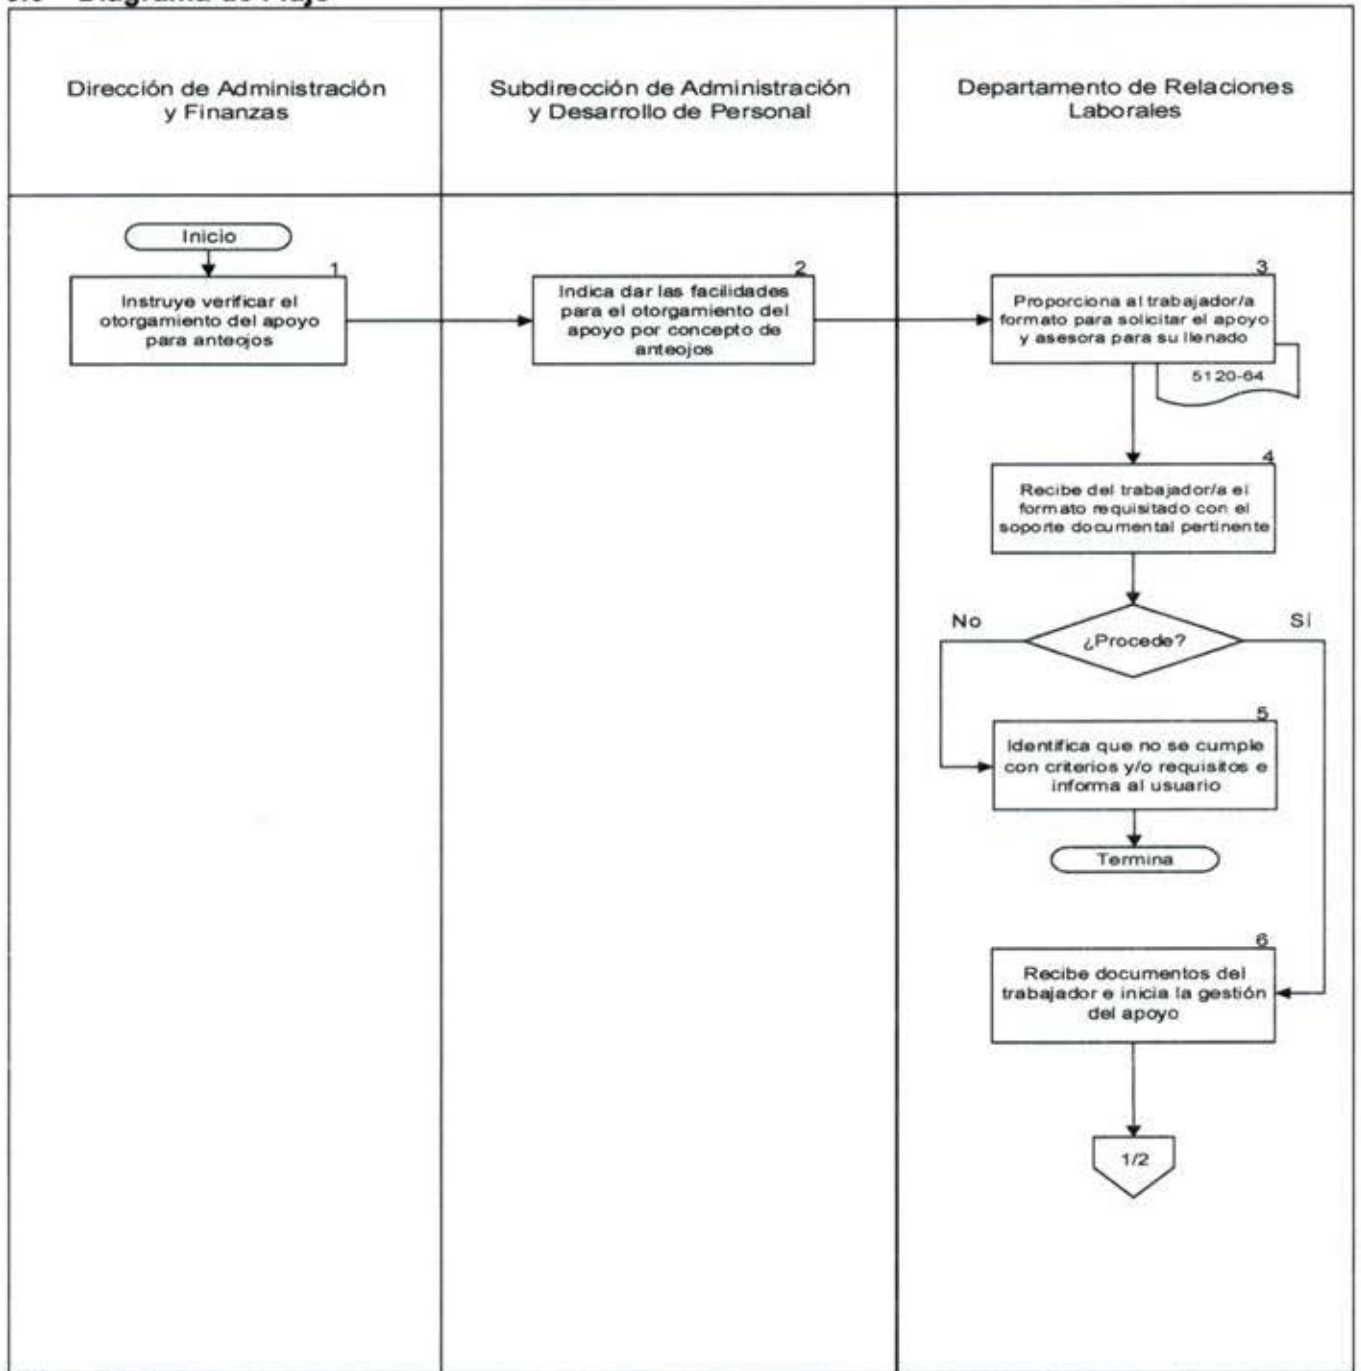 Dirección de Administración
y Finanzas
Subdirección de Administración
y Desarrollo de Personal
Departamento de Relaciones
Laborales
Inicio
1
Instruye verificar el
otorgamiento del apoyo
para anteojos
2
Indica dar las facilidades
para el otorgamiento del
apoyo por concepto de
anteojos
3
Proporciona al trabajador/a
formato para solicitar el apoyo
y asesora para su llenado
5120-64
4
Recibe del trabajador/a el
formato requisitado con el
soporte documental pertinente
No
¿Procede?
Sí
5
Identifica que no se cumple
con criterios y/o requisitos e
informa al usuario
Termina
6
Recibe documentos del
trabajador e inicia la gestión
del apoyo
1/2